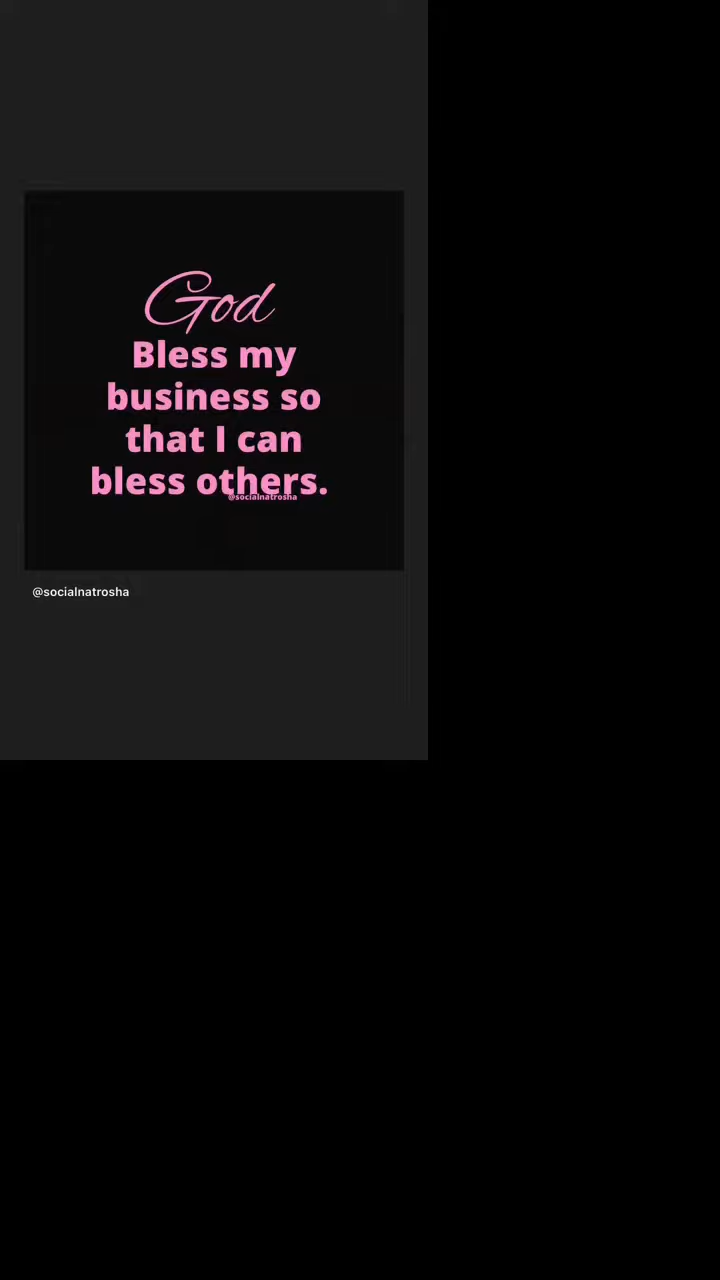 God
Bless my
business so
that I can
bless others.
@socialnatrosha
@socialnatrosha